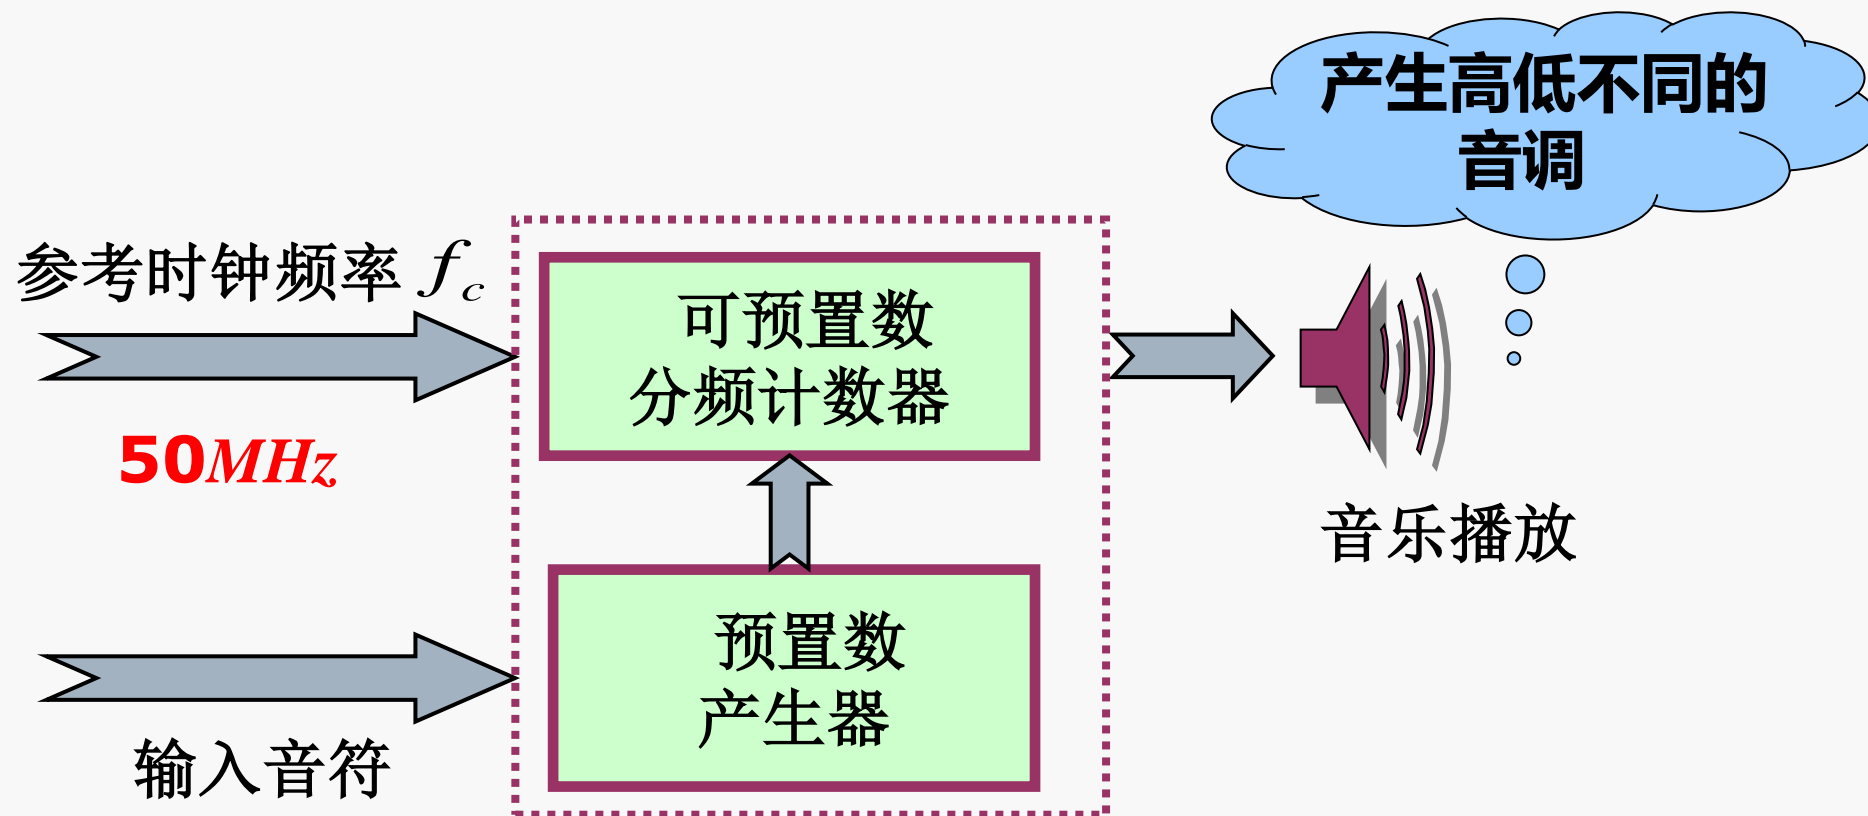 产生高低不同的
音调
参考时钟频率 f_c
可预置数
分频计数器
50MHz
音乐播放
预置数
产生器
输入音符